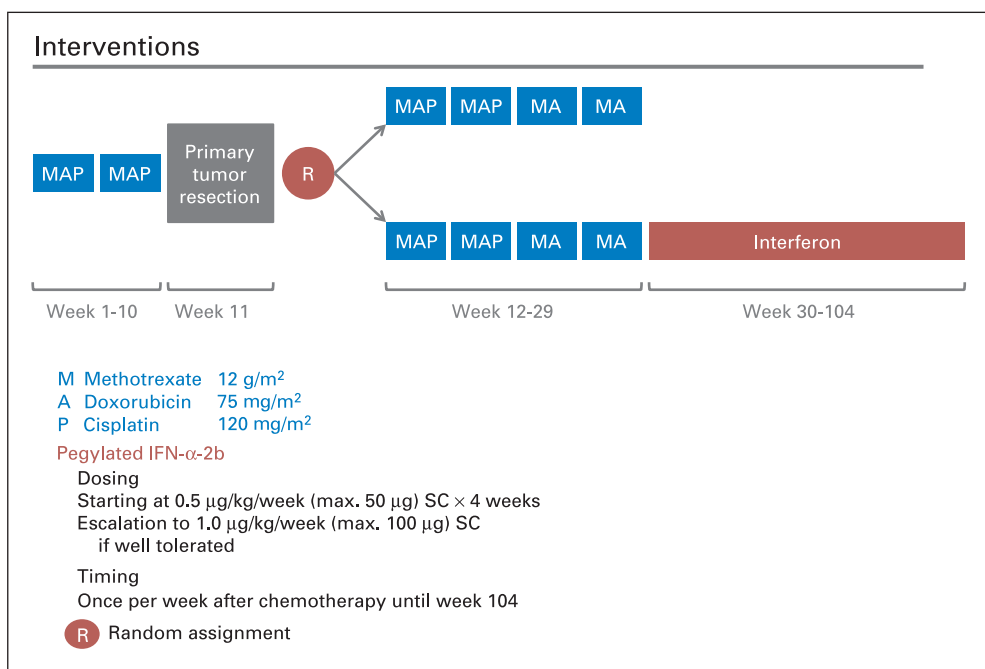 Interventions
MAP MAP MA MA
MAP MAP
Primary
tumor
resection
R
MAP MAP MA MA
Interferon
Week 1-10
Week 11
Week 12-29
Week 30-104
M Methotrexate 12 g/m²
A Doxorubicin 75 mg/m²
P Cisplatin 120 mg/m²
Pegylated IFN-α-2b
Dosing
Starting at 0.5 μg/kg/week (max. 50 μg) SC × 4 weeks
Escalation to 1.0 μg/kg/week (max. 100 μg) SC
if well tolerated
Timing
Once per week after chemotherapy until week 104
R Random assignment